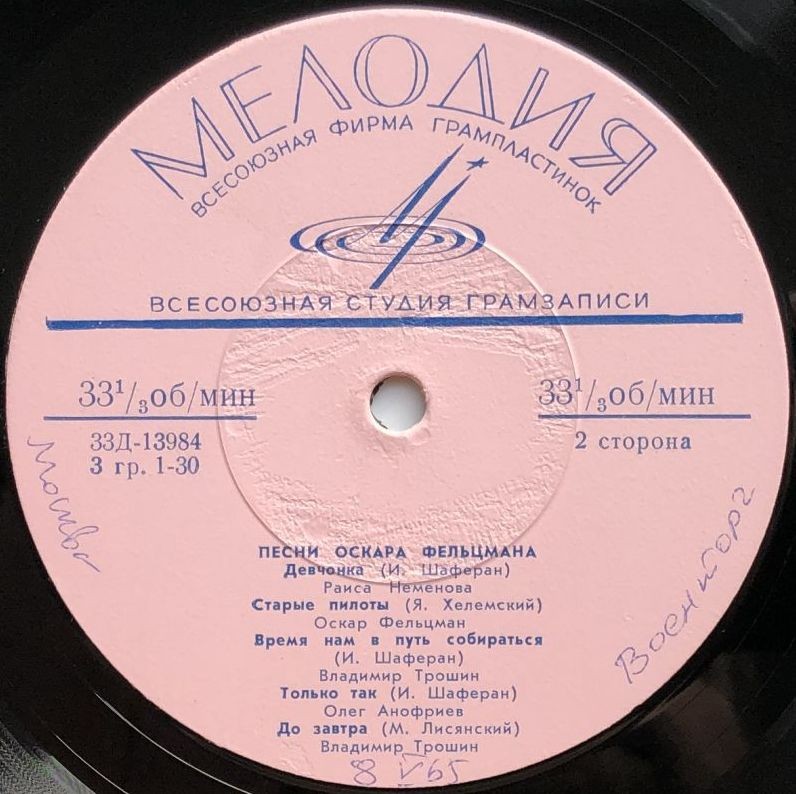 МЕЛОДИЯ
ВСЕСОЮЗНАЯ ФИРМА ГРАМПЛАСТИНОК
ВСЕСОЮЗНАЯ СТУДИЯ ГРАМЗАПИСИ
33¹/₃об/мин
33¹/₃об/мин
33Д-13984
3 гр. 1-30
2 сторона
Москва
Военторг
ПЕСНИ ОСКАРА ФЕЛЬЦМАНА
Девчонка (И. Шаферан)
Раиса Неменова
Старые пилоты (Я. Хелемский)
Оскар Фельцман
Время нам в путь собираться
(И. Шаферан)
Владимир Трошин
Только так (И. Шаферан)
Олег Анофриев
До завтра (М. Лисянский)
Владимир Трошин
8 V 65